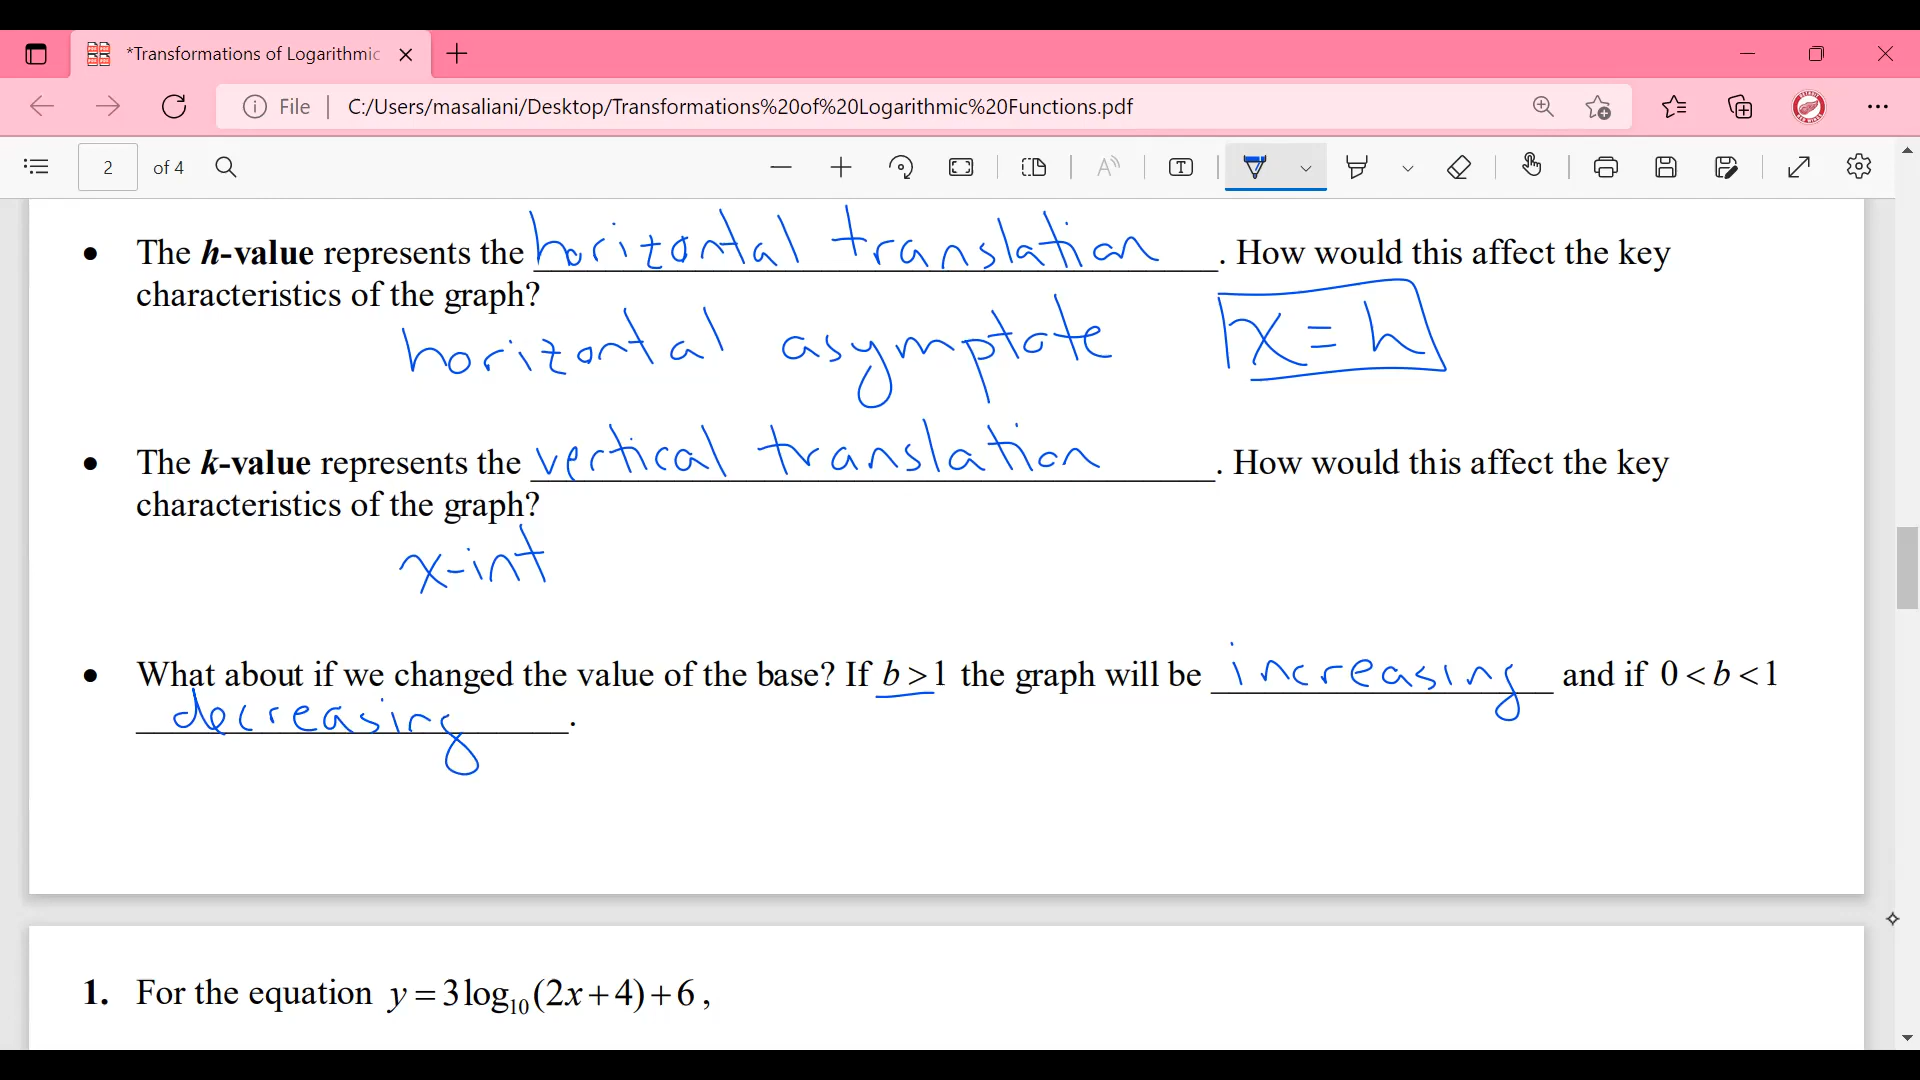 *Transformations of Logarithmic
File | C:/Users/masaliani/Desktop/Transformations%20of%20Logarithmic%20Functions.pdf
2 of 4
• The h-value represents the horizontal translation. How would this affect the key
characteristics of the graph?
horizontal asymptote x = h
• The k-value represents the vertical translation. How would this affect the key
characteristics of the graph?
x-int
• What about if we changed the value of the base? If b > 1 the graph will be increasing and if 0 < b < 1
decreasing.
1. For the equation y = 3 log₁₀ (2x + 4) + 6,